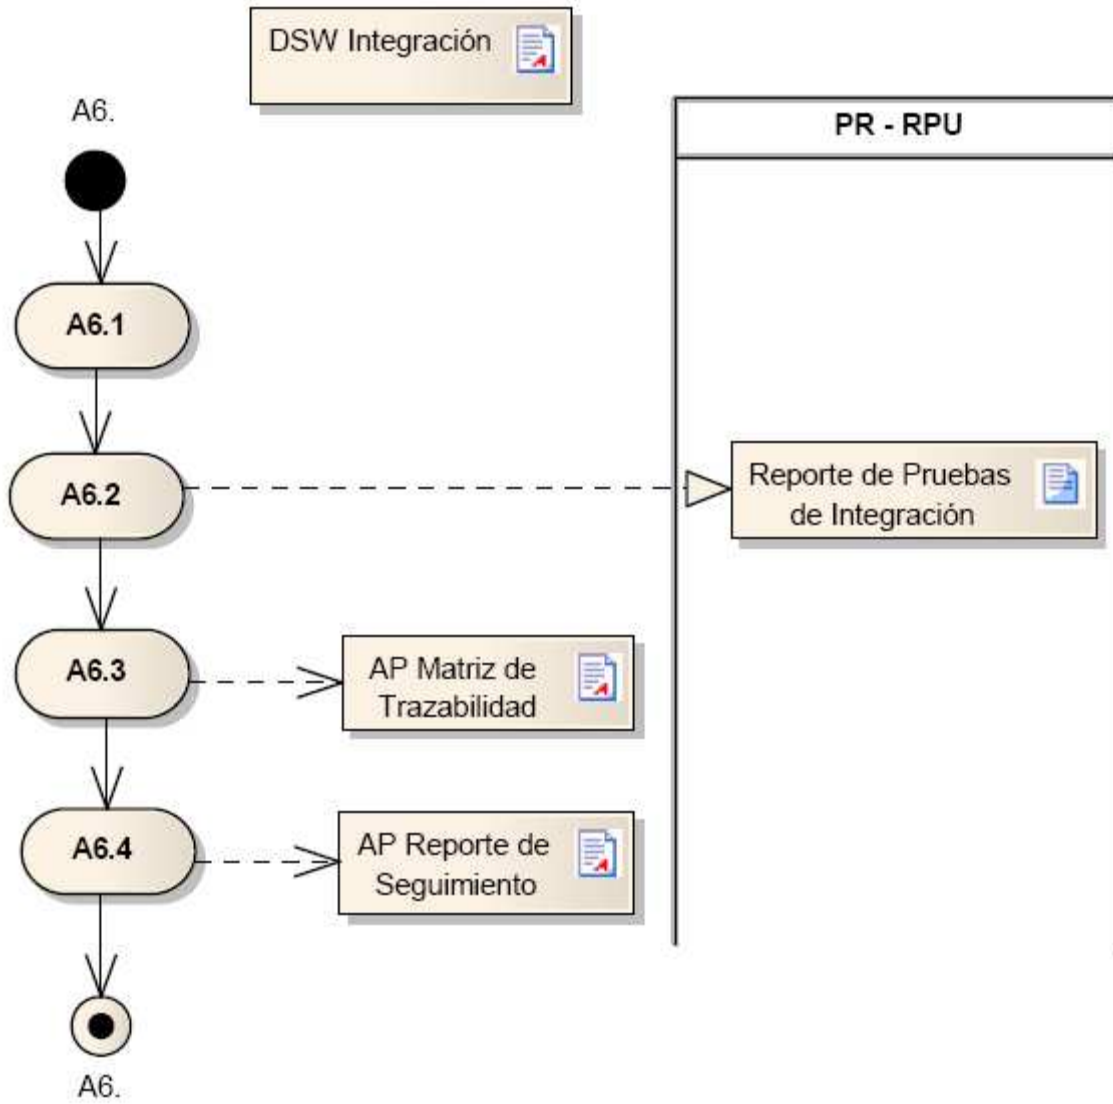 DSW Integración
A6.
PR - RPU
A6.1
A6.2
Reporte de Pruebas
de Integración
A6.3
AP Matriz de
Trazabilidad
A6.4
AP Reporte de
Seguimiento
A6.